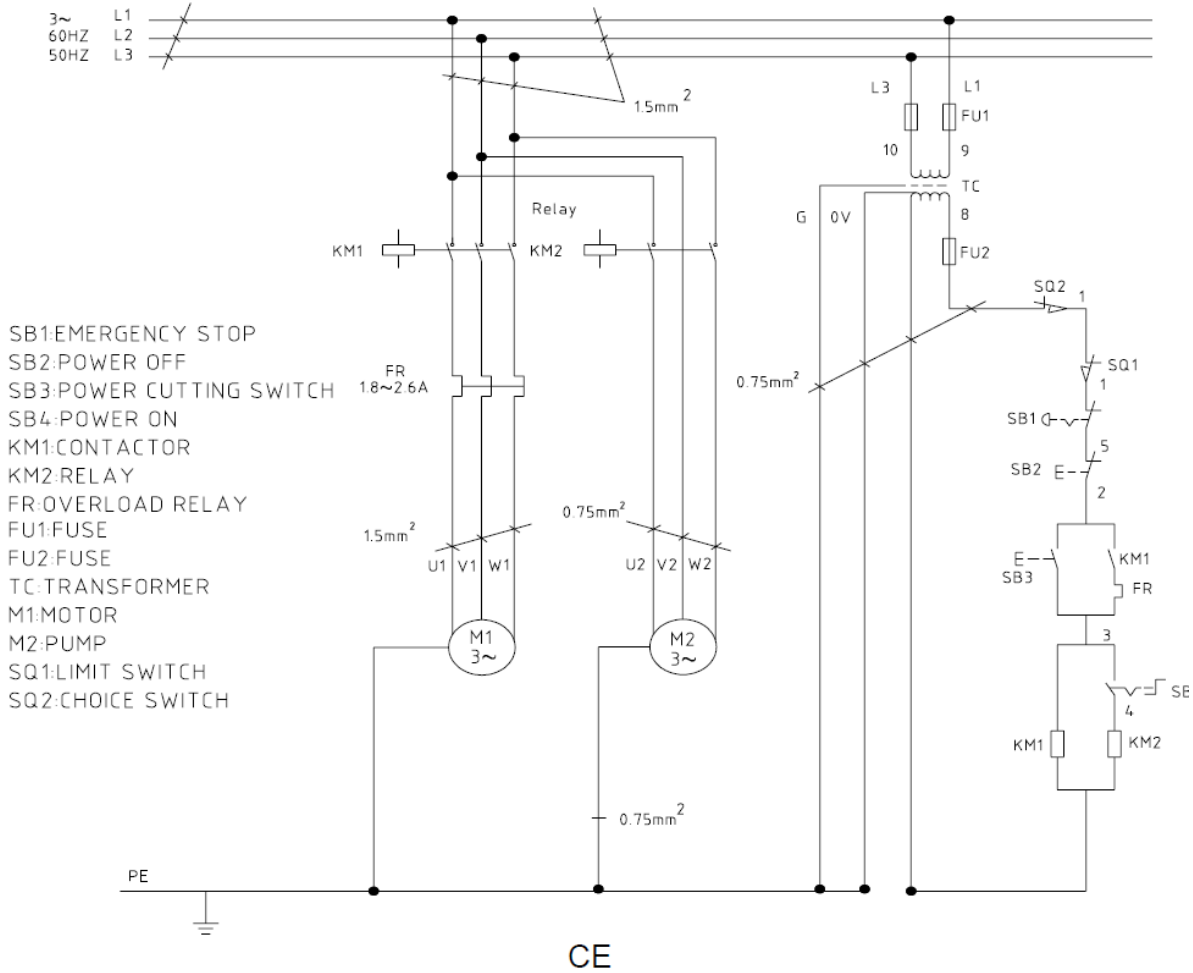 3~ L1
60HZ L2
50HZ L3
1.5mm²
L3 L1
FU1
10 9
TC
G 0V 8
Relay
KM1 KM2
FU2
SQ2 1
SQ1
1
SB1
5
SB2
2
SB1:EMERGENCY STOP
SB2:POWER OFF
SB3:POWER CUTTING SWITCH
SB4:POWER ON
KM1:CONTACTOR
KM2:RELAY
FR:OVERLOAD RELAY
FU1:FUSE
FU2:FUSE
TC:TRANSFORMER
M1:MOTOR
M2:PUMP
SQ1:LIMIT SWITCH
SQ2:CHOICE SWITCH
FR
1.8~2.6A
0.75mm²
0.75mm²
1.5mm²
U1 V1 W1
U2 V2 W2
M1
3~
M2
3~
SB3
KM1
FR
3
SB
4
KM1 KM2
0.75mm²
PE
CE